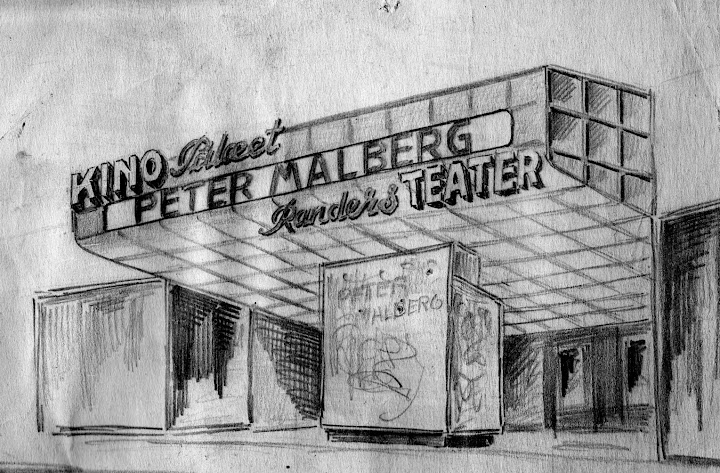 KINO Palæet
PETER MALBERG
Randers TEATER
PETER
MALBERG